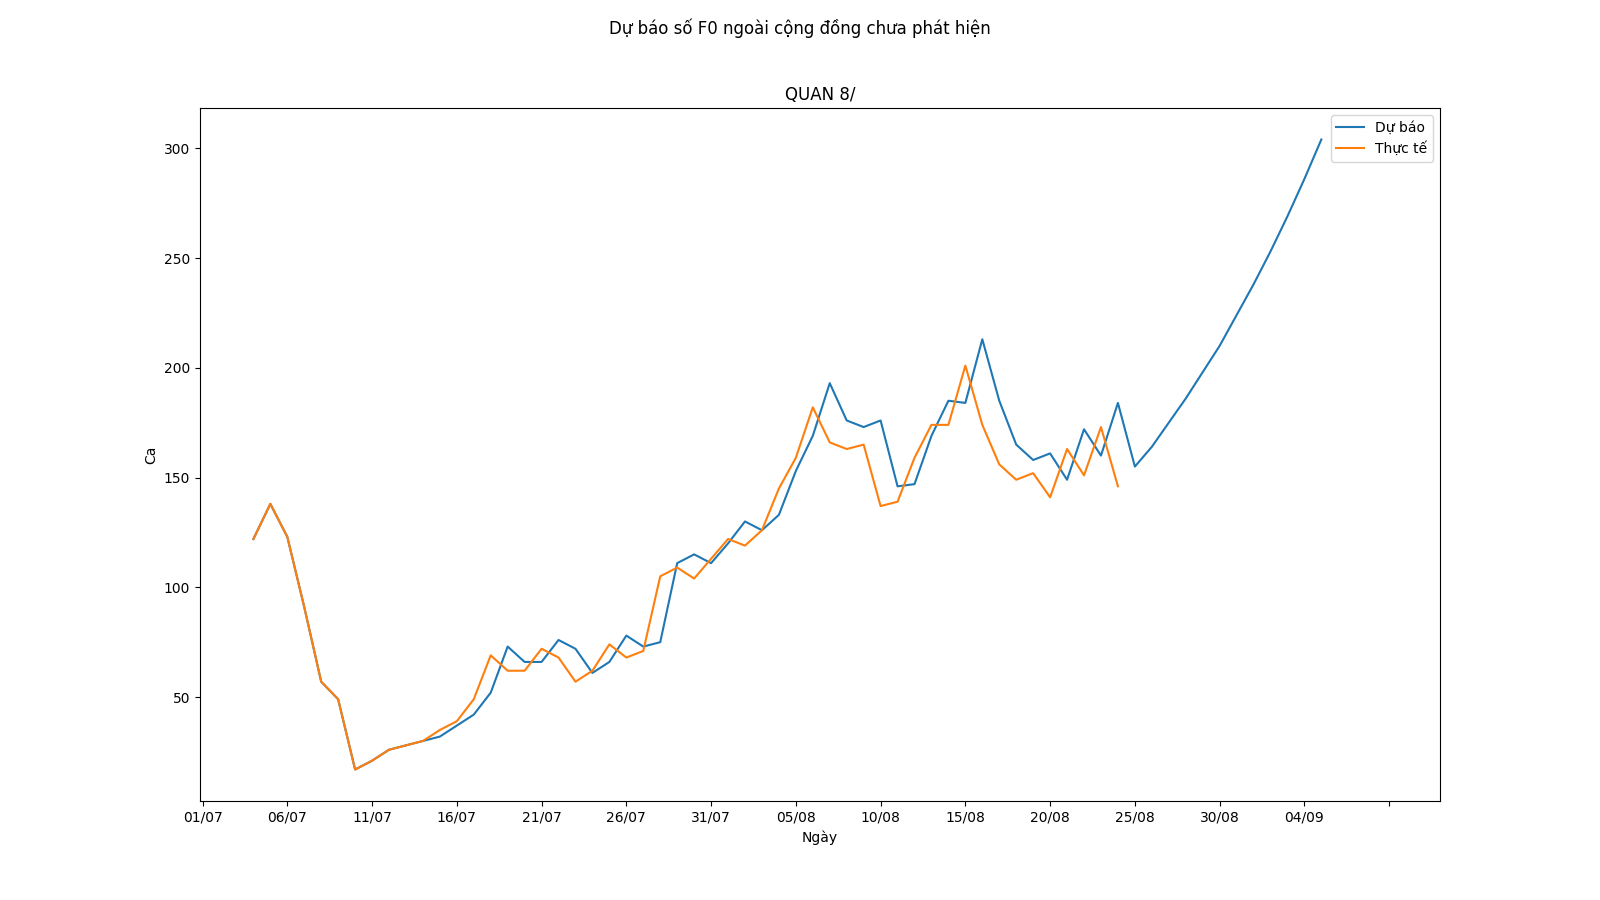 Dự báo số F0 ngoài cộng đồng chưa phát hiện
QUAN 8/
Dự báo
Thực tế
300
250
200
150
100
50
Ca
01/07 06/07 11/07 16/07 21/07 26/07 31/07 05/08 10/08 15/08 20/08 25/08 30/08 04/09
Ngày